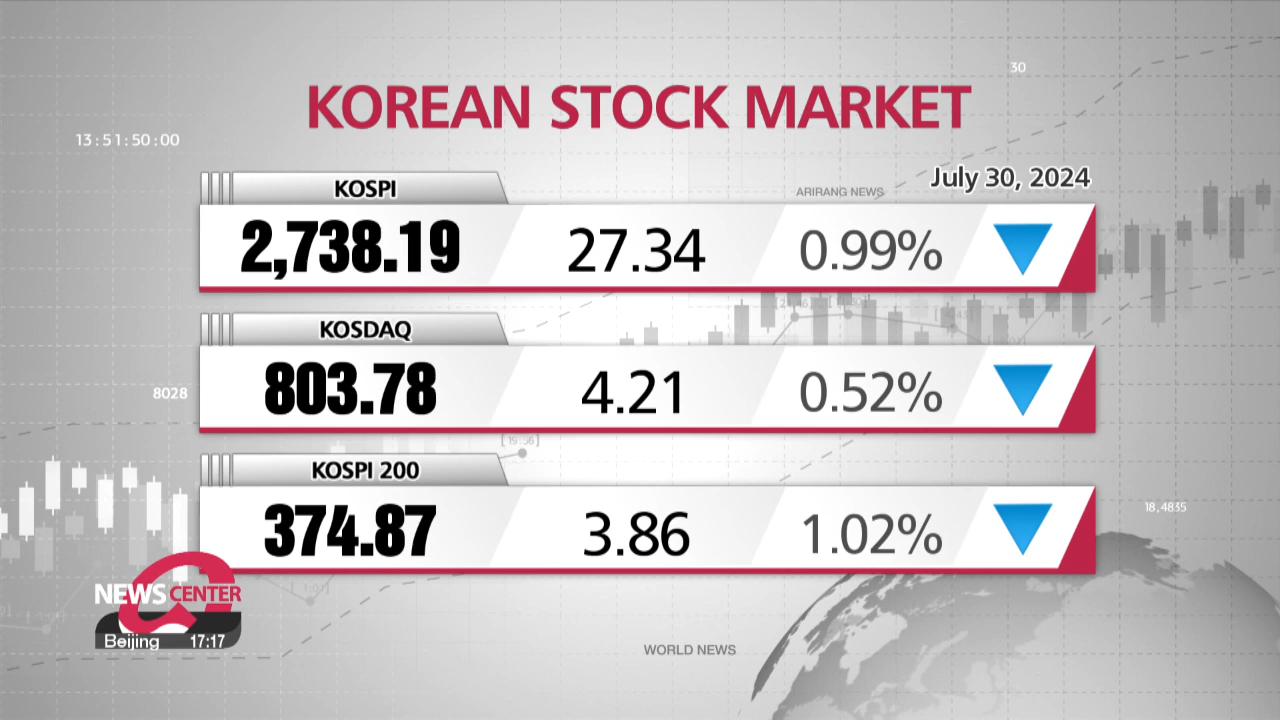 30
KOREAN STOCK MARKET
13:51:50:00
July 30, 2024
KOSPI
ARIRANG NEWS
2,738.19 27.34 0.99%
KOSDAQ
8028
803.78 4.21 0.52%
[19:56]
KOSPI 200
374.87 3.86 1.02%
18,4835
NEWS CENTER
Beijing 17:17
WORLD NEWS